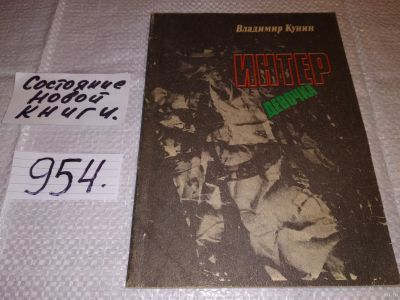 Состояние
новой
книги.
954.
Владимир Кунин
ИНТЕР
ДЕВОЧКА